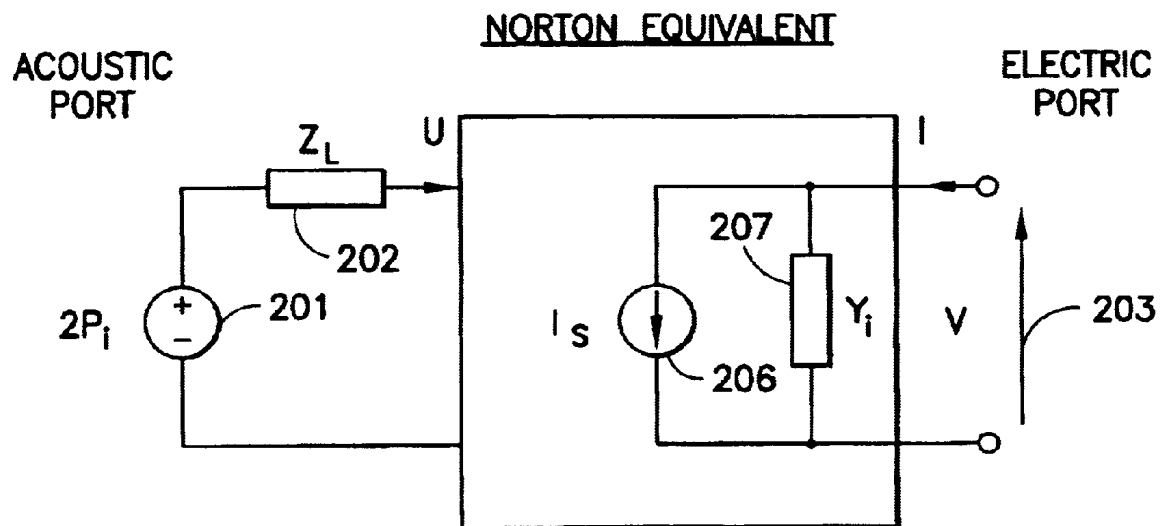 NORTON EQUIVALENT
ACOUSTIC
PORT
ELECTRIC
PORT
U
I
Z_L
202
207
2P_i
+
−
201
I_S
206
Y_i
V
203